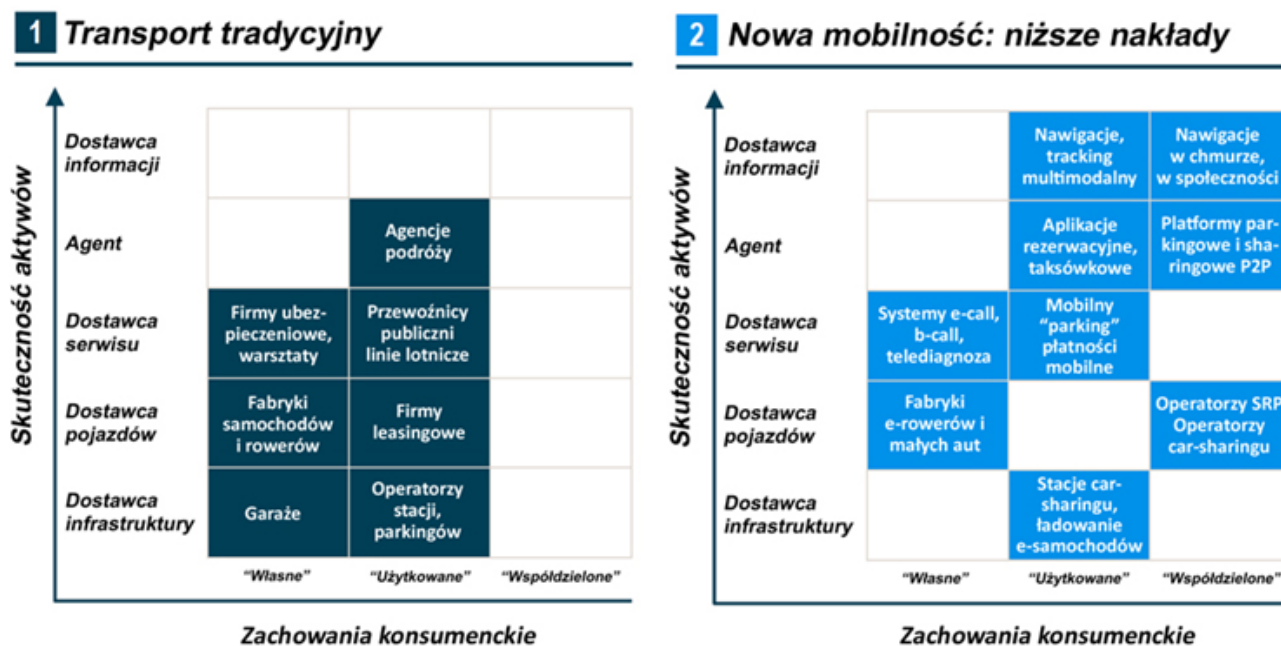 1 Transport tradycyjny
Skuteczność aktywów
Dostawca
informacji
Agent
Agencje
podróży
Dostawca
serwisu
Firmy ubez-
pieczeniowe,
warsztaty
Przewoźnicy
publiczni
linie lotnicze
Dostawca
pojazdów
Fabryki
samochodów
i rowerów
Firmy
leasingowe
Dostawca
infrastruktury
Garaże
Operatorzy
stacji,
parkingów
“Własne” “Użytkowane” “Współdzielone”
Zachowania konsumenckie
2 Nowa mobilność: niższe nakłady
Skuteczność aktywów
Dostawca
informacji
Nawigacje,
tracking
multimodalny
Nawigacje
w chmurze,
w społeczności
Agent
Aplikacje
rezerwacyjne,
taksówkowe
Platformy par-
kingowe i sha-
ringowe P2P
Dostawca
serwisu
Systemy e-call,
b-call,
telediagnoza
Mobilny
“parking”
płatności
mobilne
Dostawca
pojazdów
Fabryki
e-rowerów i
małych aut
Operatorzy SRP
Operatorzy
car-sharingu
Dostawca
infrastruktury
Stacje car-
sharingu,
ładowanie
e-samochodów
“Własne” “Użytkowane” “Współdzielone”
Zachowania konsumenckie